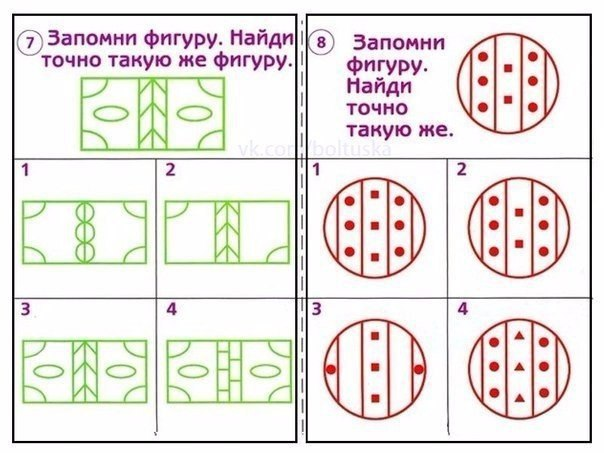 7 Запомни фигуру. Найди
точно такую же фигуру.
vk.com/boltuska
1 2
3 4
8 Запомни
фигуру.
Найди
точно
такую же.
1 2
3 4